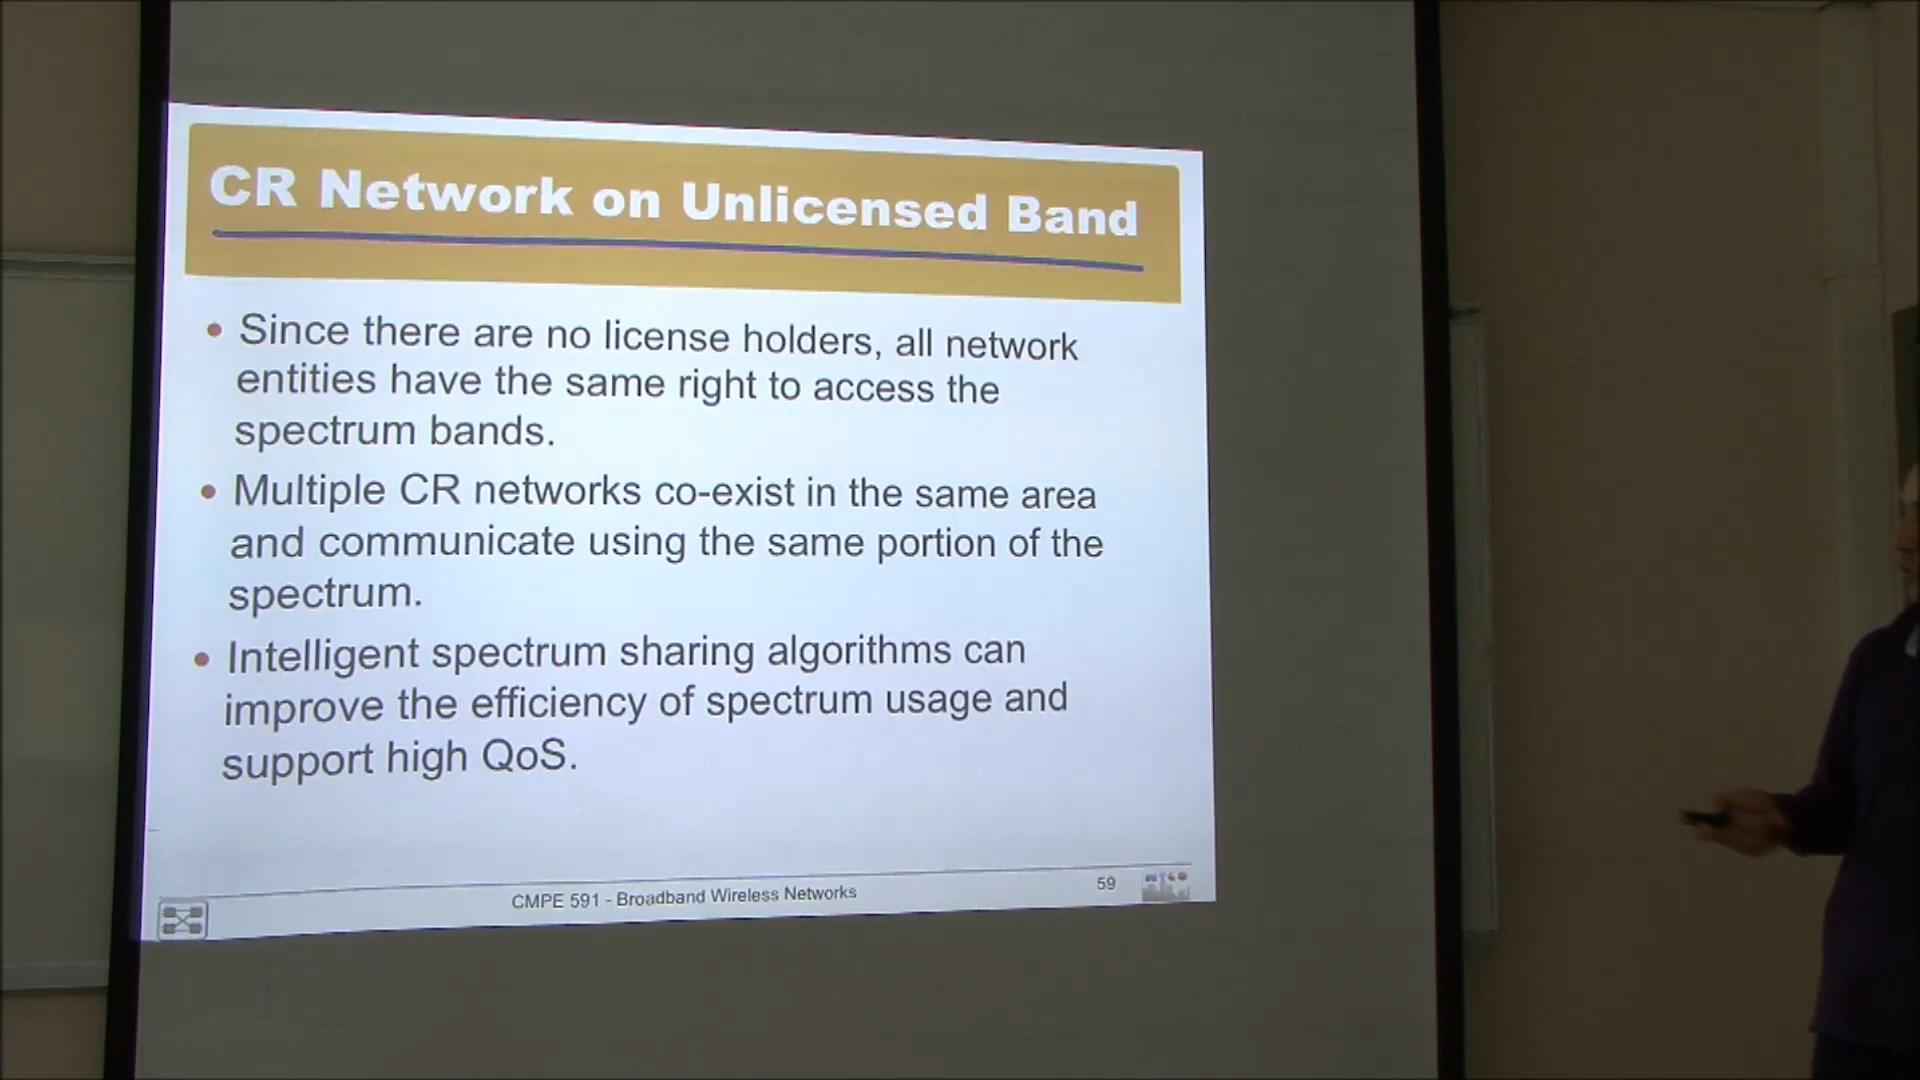 CR Network on Unlicensed Band
• Since there are no license holders, all network
entities have the same right to access the
spectrum bands.
• Multiple CR networks co-exist in the same area
and communicate using the same portion of the
spectrum.
• Intelligent spectrum sharing algorithms can
improve the efficiency of spectrum usage and
support high QoS.
CMPE 591 - Broadband Wireless Networks
59